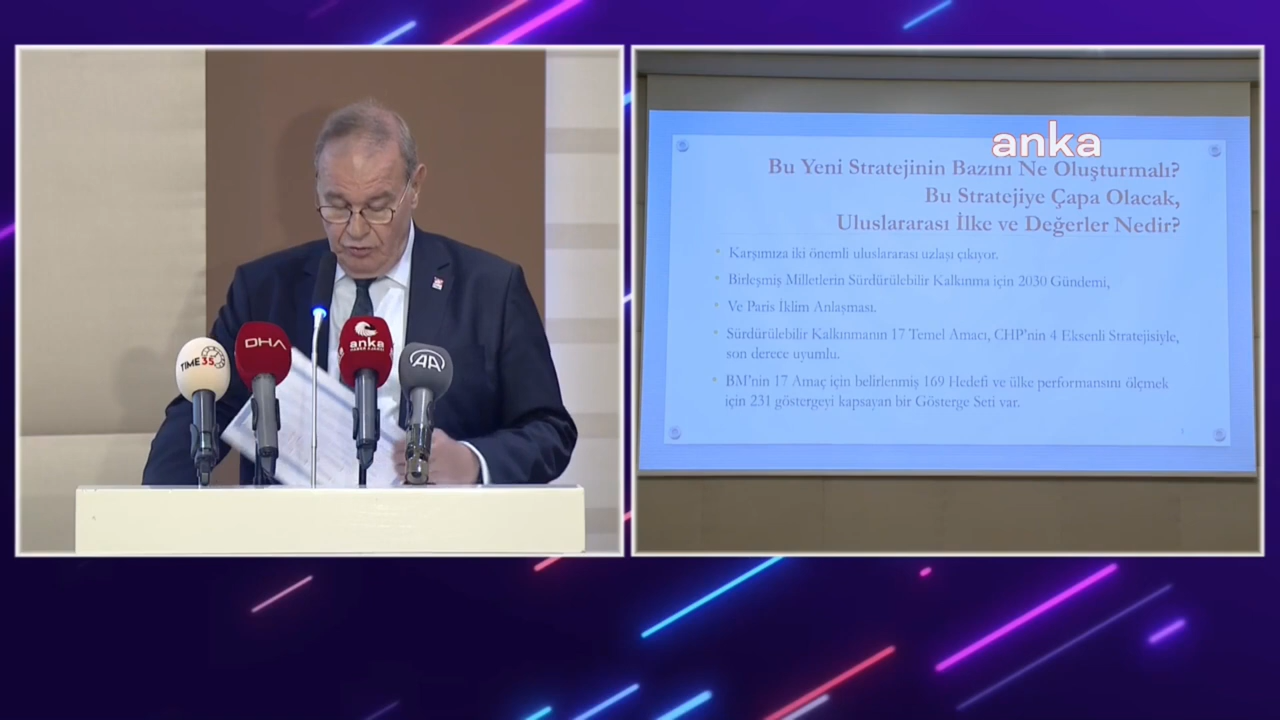 anka
Bu Yeni Stratejinin Bazını Ne Oluşturmalı?
Bu Stratejiye Çapa Olacak,
Uluslararası İlke ve Değerler Nedir?
Karşımıza iki önemli uluslararası uzlaşı çıkıyor.
Birleşmiş Milletlerin Sürdürülebilir Kalkınma için 2030 Gündemi,
Ve Paris İklim Anlaşması.
Sürdürülebilir Kalkınmanın 17 Temel Amacı, CHP'nin 4 Eksenli Stratejisiyle,
son derece uyumlu.
BM'nin 17 Amaç için belirlenmiş 169 Hedefi ve ülke performansını ölçmek
için 231 göstergeyi kapsayan bir Gösterge Seti var.
TIME35
DHA
anka
HABER AJANSI
AA